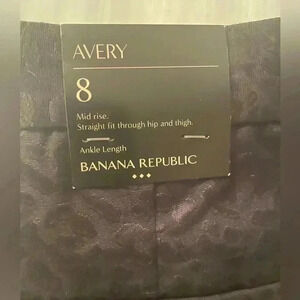 AVERY
8
Mid rise.
Straight fit through hip and thigh.
Ankle Length
BANANA REPUBLIC